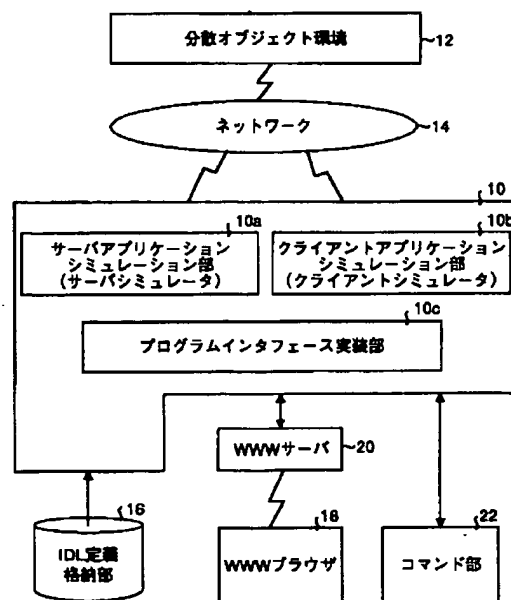 分散オブジェクト環境
12
ネットワーク
14
10
10a
サーバアプリケーション
シミュレーション部
(サーバシミュレータ)
10b
クライアントアプリケーション
シミュレーション部
(クライアントシミュレータ)
10c
プログラムインタフェース実装部
WWWサーバ
20
16
IDL定義
格納部
18
WWWブラウザ
22
コマンド部